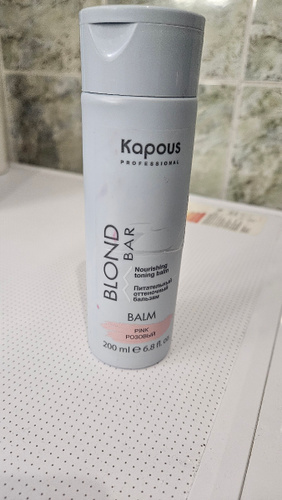 Kapous
PROFESSIONAL
BLOND
BAR
Nourishing
toning balm
Питательный
оттеночный
бальзам
BALM
PINK
РОЗОВЫЙ
200 ml ℮ 6.8 fl. oz